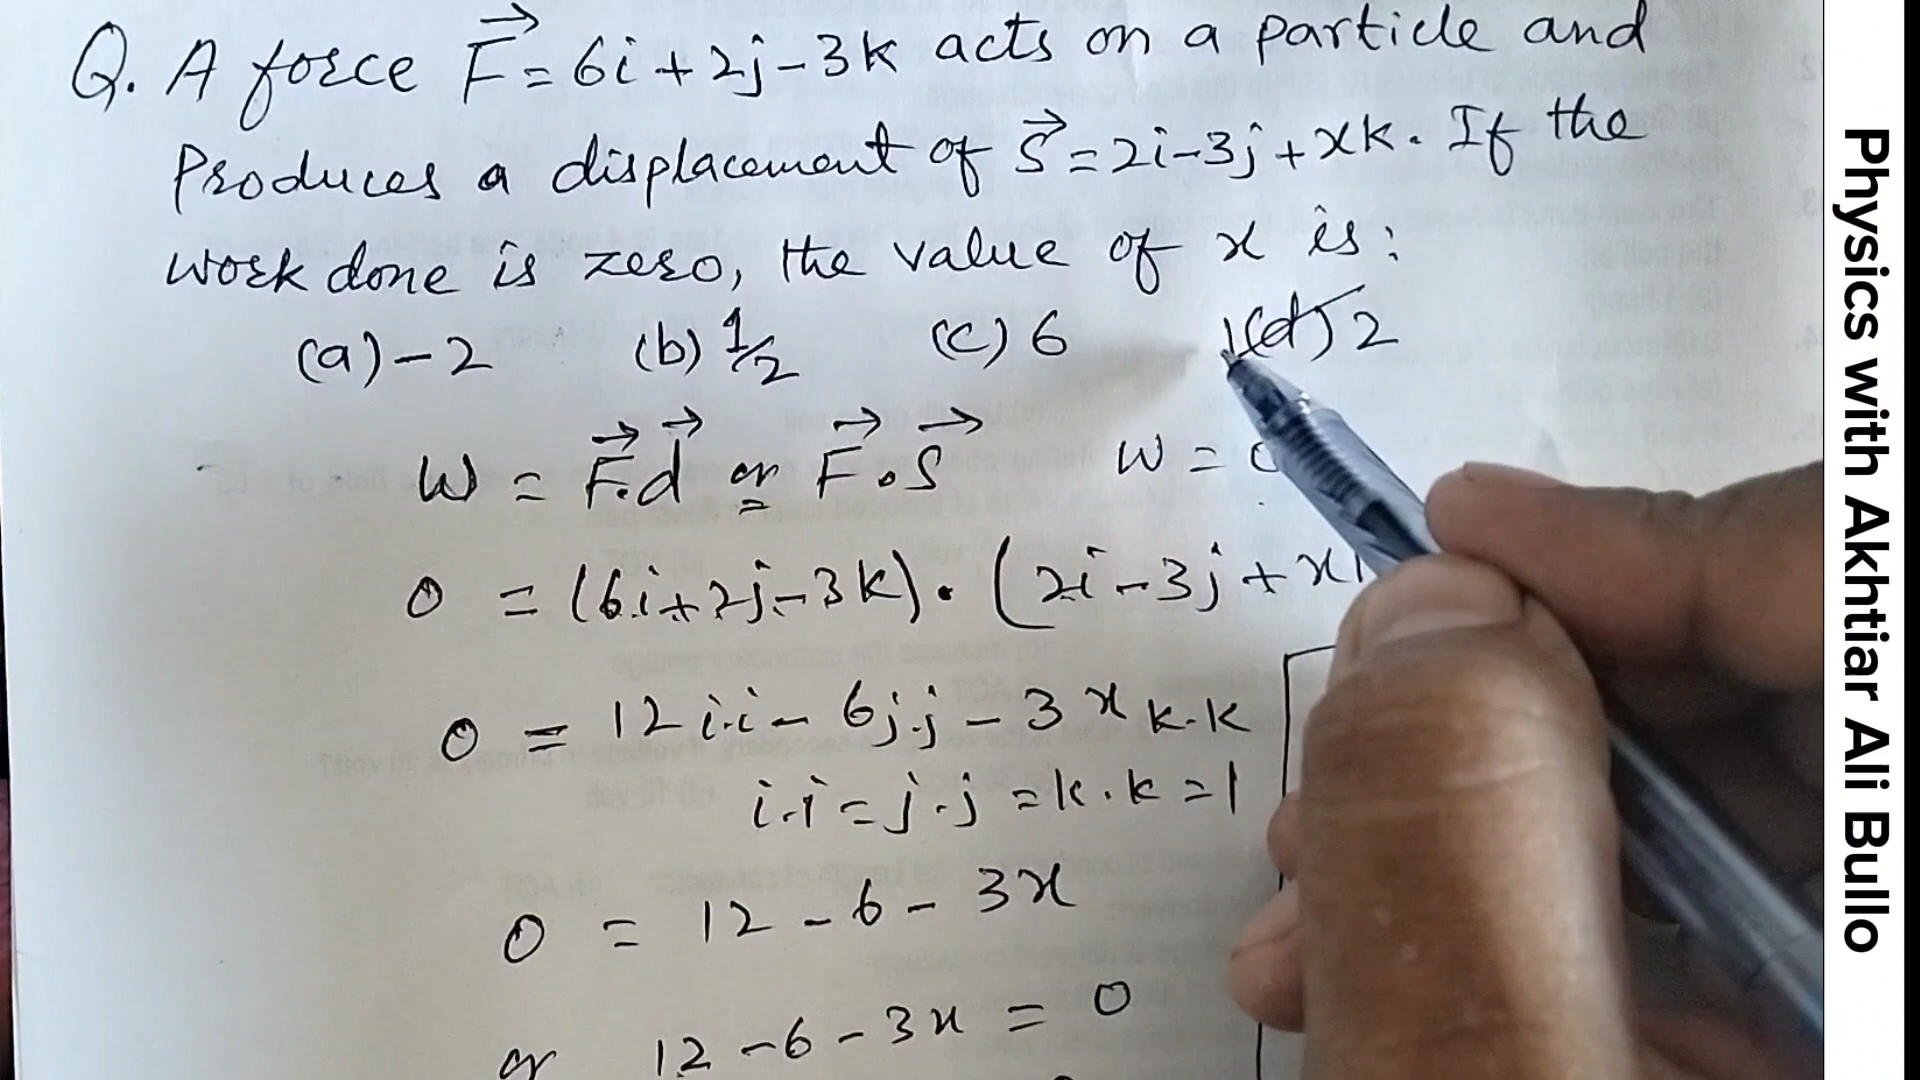 Q. A force F→ = 6i + 2j - 3k acts on a particle and
Produces a displacement of S→ = 2i - 3j + xk. If the
work done is zero, the value of x is:
(a) - 2 (b) 1/2 (c) 6 (d) 2
W = F→.d→ or F→.S→ W = 0
0 = (6i + 2j - 3k) . (2i - 3j + x
0 = 12 i.i - 6j.j - 3x k.k
i.i = j.j = k.k = 1
0 = 12 - 6 - 3x
or 12 - 6 - 3x = 0
Physics with Akhtiar Ali Bullo